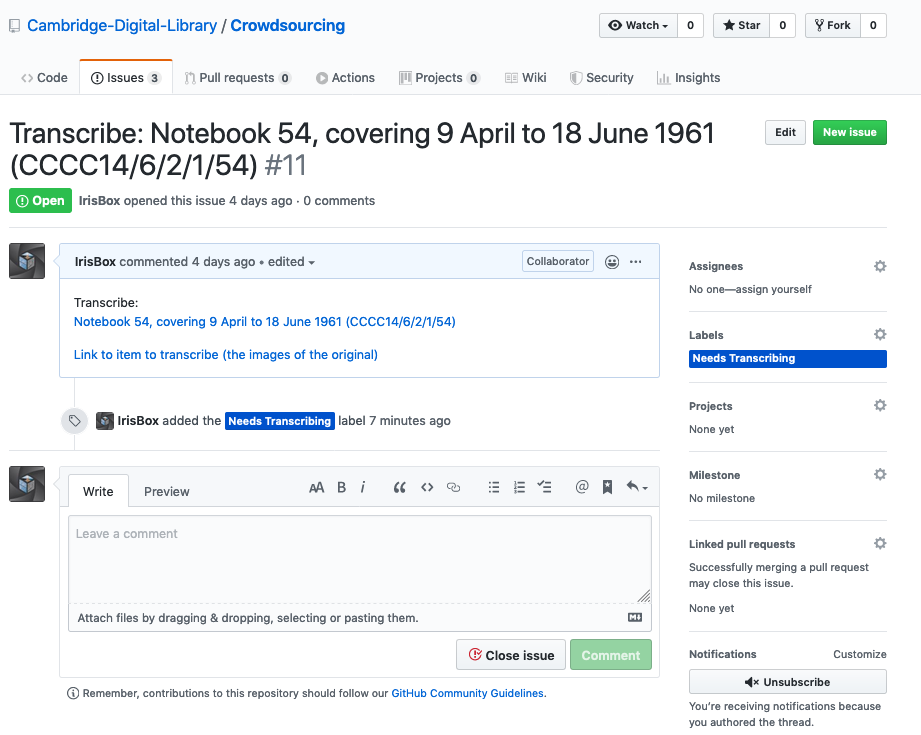 Cambridge-Digital-Library / Crowdsourcing
Watch 0 Star 0 Fork 0
Code Issues 3 Pull requests 0 Actions Projects 0 Wiki Security Insights
Transcribe: Notebook 54, covering 9 April to 18 June 1961
(CCCC14/6/2/1/54) #11
Edit New issue
Open IrisBox opened this issue 4 days ago · 0 comments
IrisBox commented 4 days ago • edited
Collaborator
Transcribe:
Notebook 54, covering 9 April to 18 June 1961 (CCCC14/6/2/1/54)
Link to item to transcribe (the images of the original)
IrisBox added the Needs Transcribing label 7 minutes ago
Write Preview
AA B i
Leave a comment
Attach files by dragging & dropping, selecting or pasting them.
Close issue Comment
Remember, contributions to this repository should follow our GitHub Community Guidelines.
Assignees
No one—assign yourself
Labels
Needs Transcribing
Projects
None yet
Milestone
No milestone
Linked pull requests
Successfully merging a pull request
may close this issue.
None yet
Notifications Customize
Unsubscribe
You're receiving notifications because
you authored the thread.